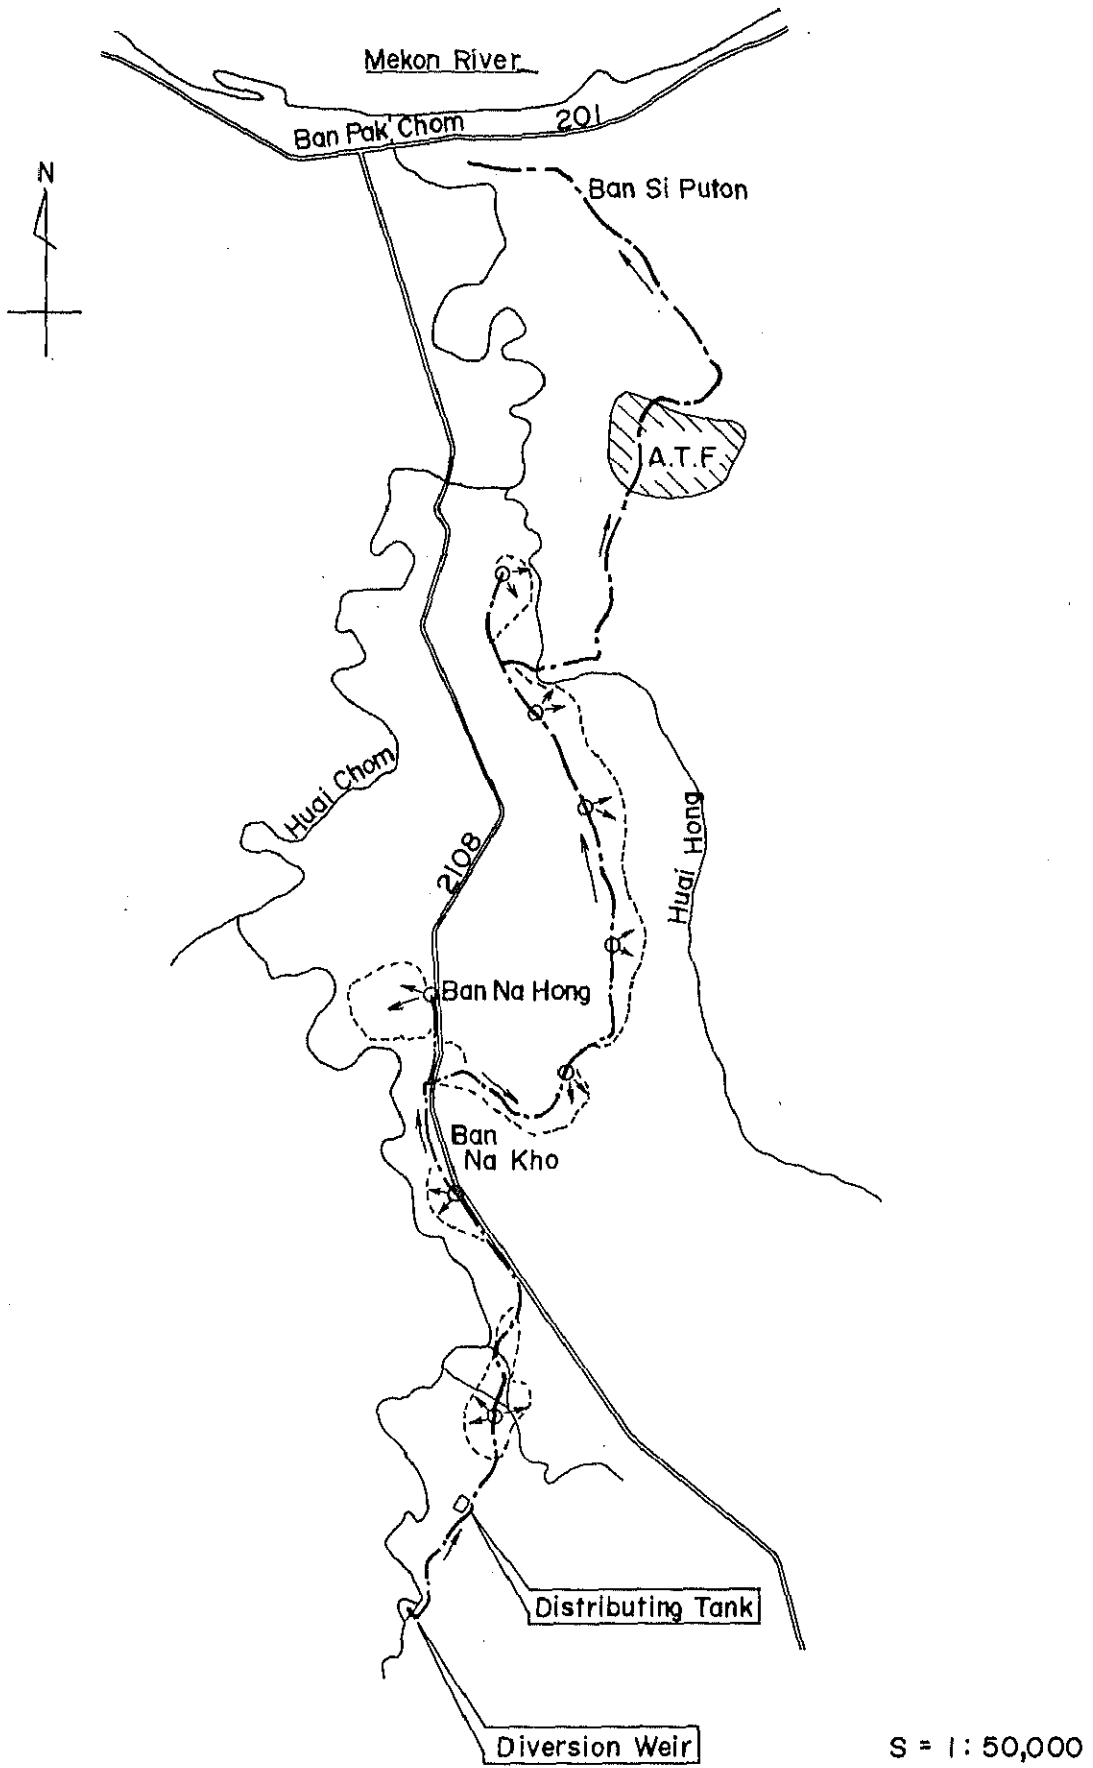 Mekon River
201
Ban Pak Chom
N
Ban Si Puton
A.T.F
Huai Chom
2108
Huai Hong
Ban Na Hong
Ban
Na Kho
Distributing Tank
Diversion Weir
S = 1:50,000